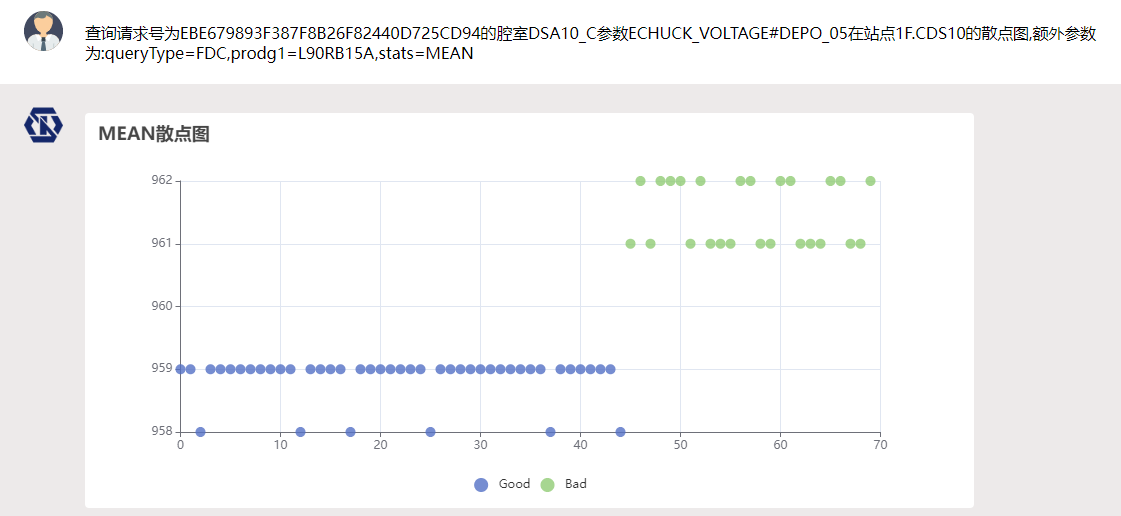 查询请求号为EBE679893F387F8B26F82440D725CD94的腔室DSA10_C参数ECHUCK_VOLTAGE#DEPO_05在站点1F.CDS10的散点图,额外参数
为:queryType=FDC,prodg1=L90RB15A,stats=MEAN
MEAN散点图
962
961
960
959
958
0 10 20 30 40 50 60 70
Good Bad